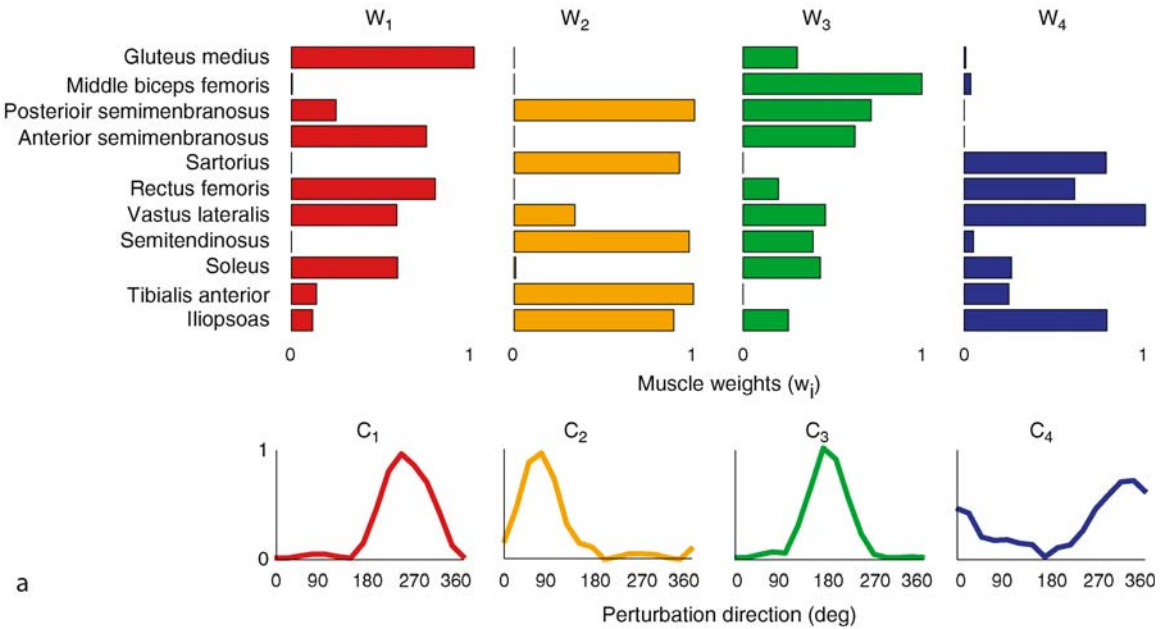 W1 W2 W3 W4
Gluteus medius
Middle biceps femoris
Posterioir semimenbranosus
Anterior semimenbranosus
Sartorius
Rectus femoris
Vastus lateralis
Semitendinosus
Soleus
Tibialis anterior
Iliopsoas
0 1 0 1 0 1 0 1
Muscle weights (wi)
C1 C2 C3 C4
1
0
0 90 180 270 360 0 90 180 270 360 0 90 180 270 360 0 90 180 270 360
a
Perturbation direction (deg)